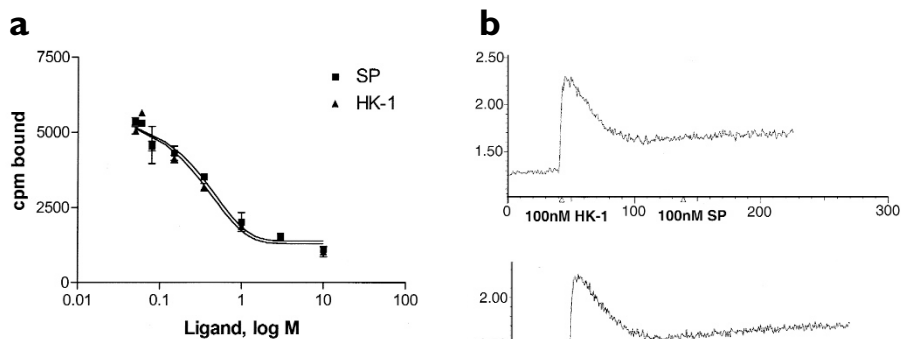 a
7500
5000
2500
0
cpm bound
SP
HK-1
0.01 0.1 1 10 100
Ligand, log M
b
2.50
2.00
1.50
0 100 200 300
100nM HK-1 100nM SP
2.00